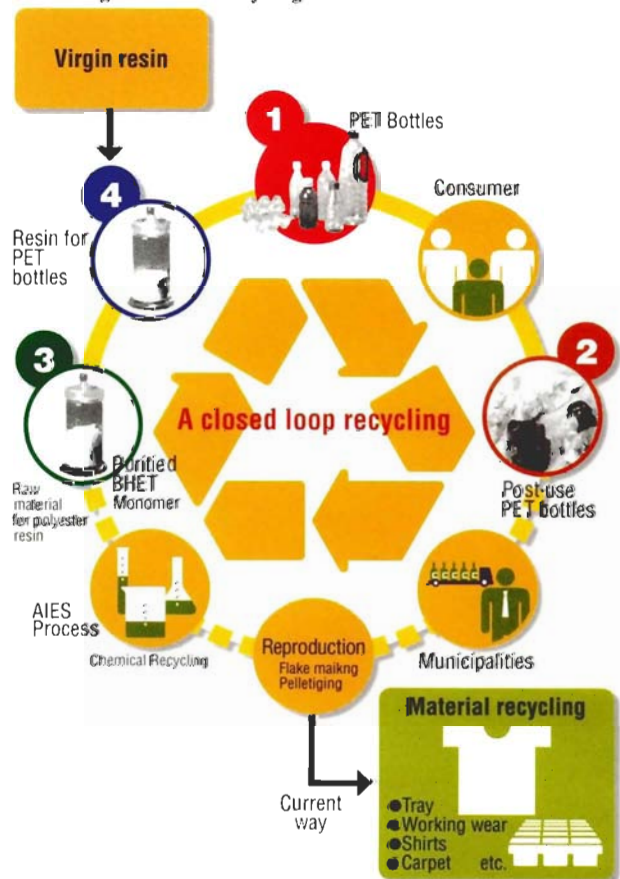 Virgin resin
1
PET Bottles
Consumer
4
Resin for
PET
bottles
2
3
A closed loop recycling
Purified
BHET
Monomer
Raw
material
for polyester
resin
Post-use
PET bottles
AIES
Process
Chemical Recycling
Reproduction
Flake maikng
Pelletiging
Municipalities
Material recycling
Current
way
●Tray
●Working wear
●Shirts
●Carpet etc.